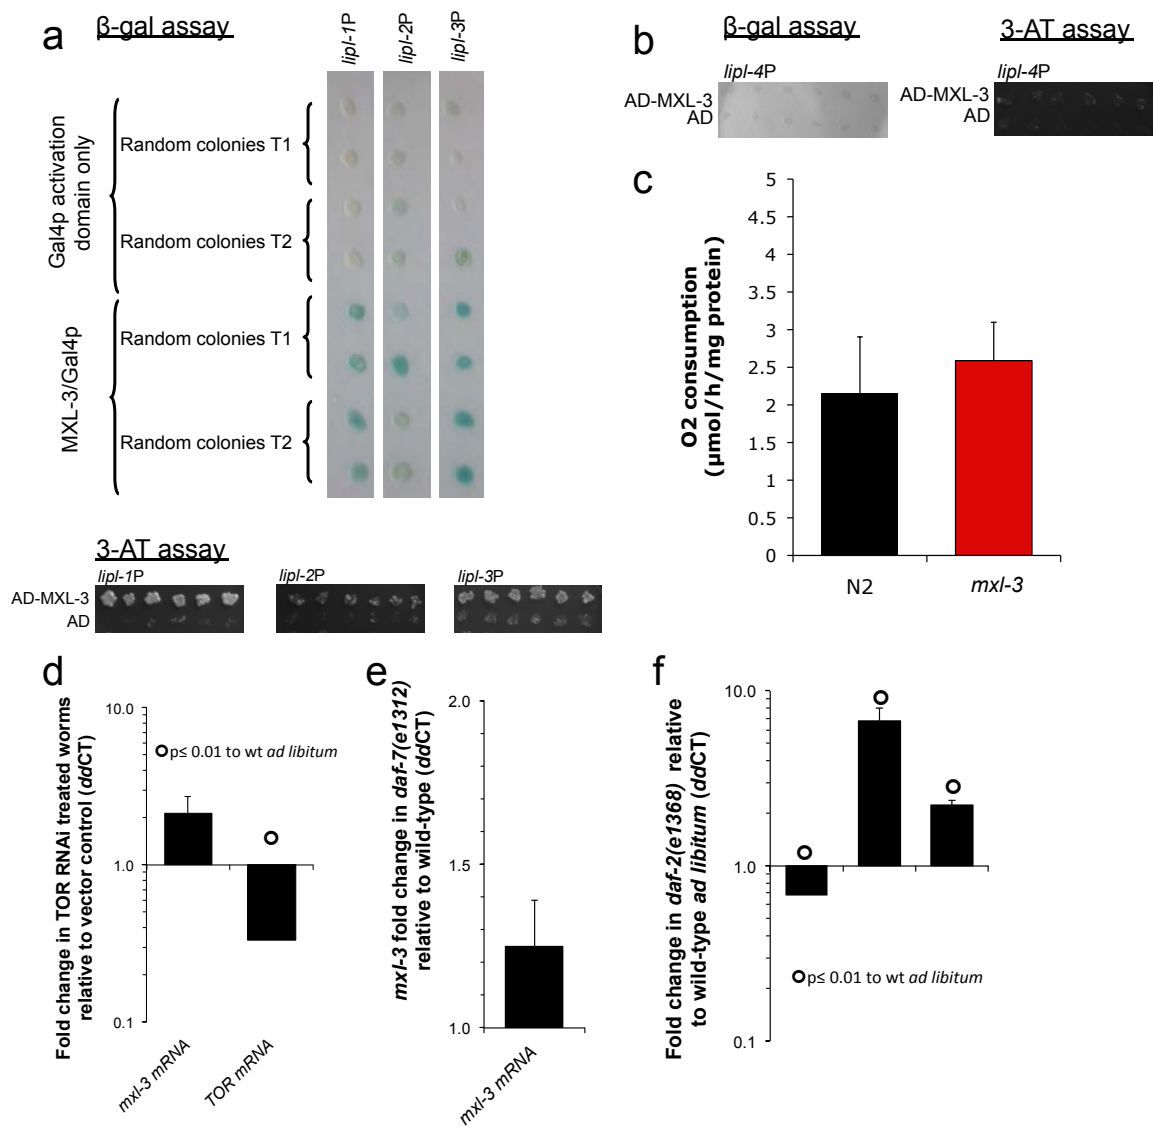 a
β-gal assay
lipl-1P
lipl-2P
lipl-3P
Gal4p activation
domain only
Random colonies T1
Random colonies T2
MXL-3/Gal4p
Random colonies T1
Random colonies T2
3-AT assay
lipl-1P
lipl-2P
lipl-3P
AD-MXL-3
AD
b
β-gal assay
3-AT assay
lipl-4P
lipl-4P
AD-MXL-3
AD
AD-MXL-3
AD
c
O2 consumption
(μmol/h/mg protein)
5
4.5
4
3.5
3
2.5
2
1.5
1
0.5
0
N2
mxl-3
d
Fold change in TOR RNAi treated worms
relative to vector control (ddCT)
10.0
1.0
0.1
p≤ 0.01 to wt ad libitum
mxl-3 mRNA
TOR mRNA
e
mxl-3 fold change in daf-7(e1312)
relative to wild-type (ddCT)
2.0
1.5
1.0
mxl-3 mRNA
f
Fold change in daf-2(e1368) relative
to wild-type ad libitum (ddCT)
10.0
1.0
0.1
p≤ 0.01 to wt ad libitum